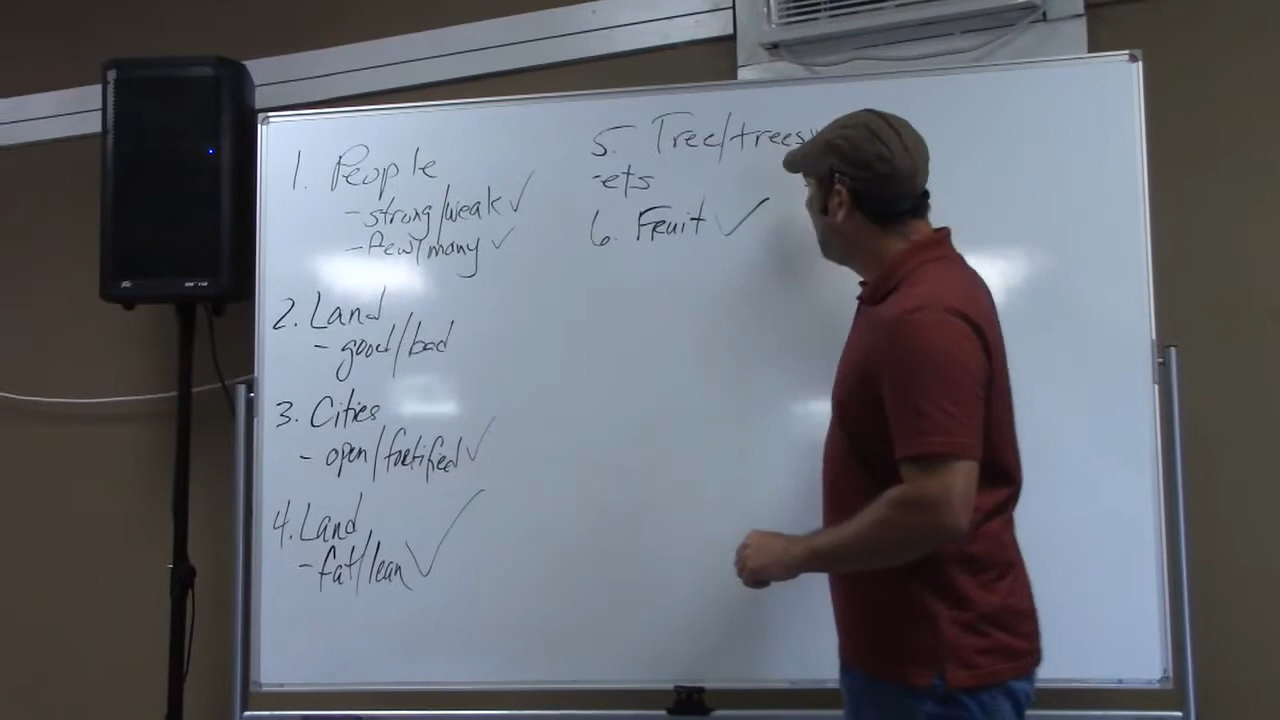 1. People
- strong/weak ✓
- few/many ✓
2. Land
- good/bad
3. Cities
- open/fortified ✓
4. Land
- fat/lean ✓
5. Tree/trees
-ets
6. Fruit ✓